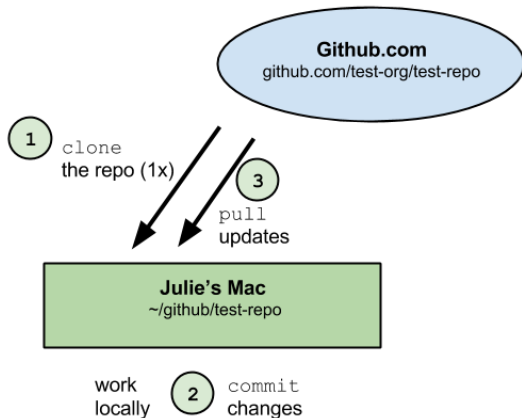 Github.com
github.com/test-org/test-repo
1
clone
the repo (1x)
3
pull
updates
Julie's Mac
~/github/test-repo
work
locally
2
commit
changes